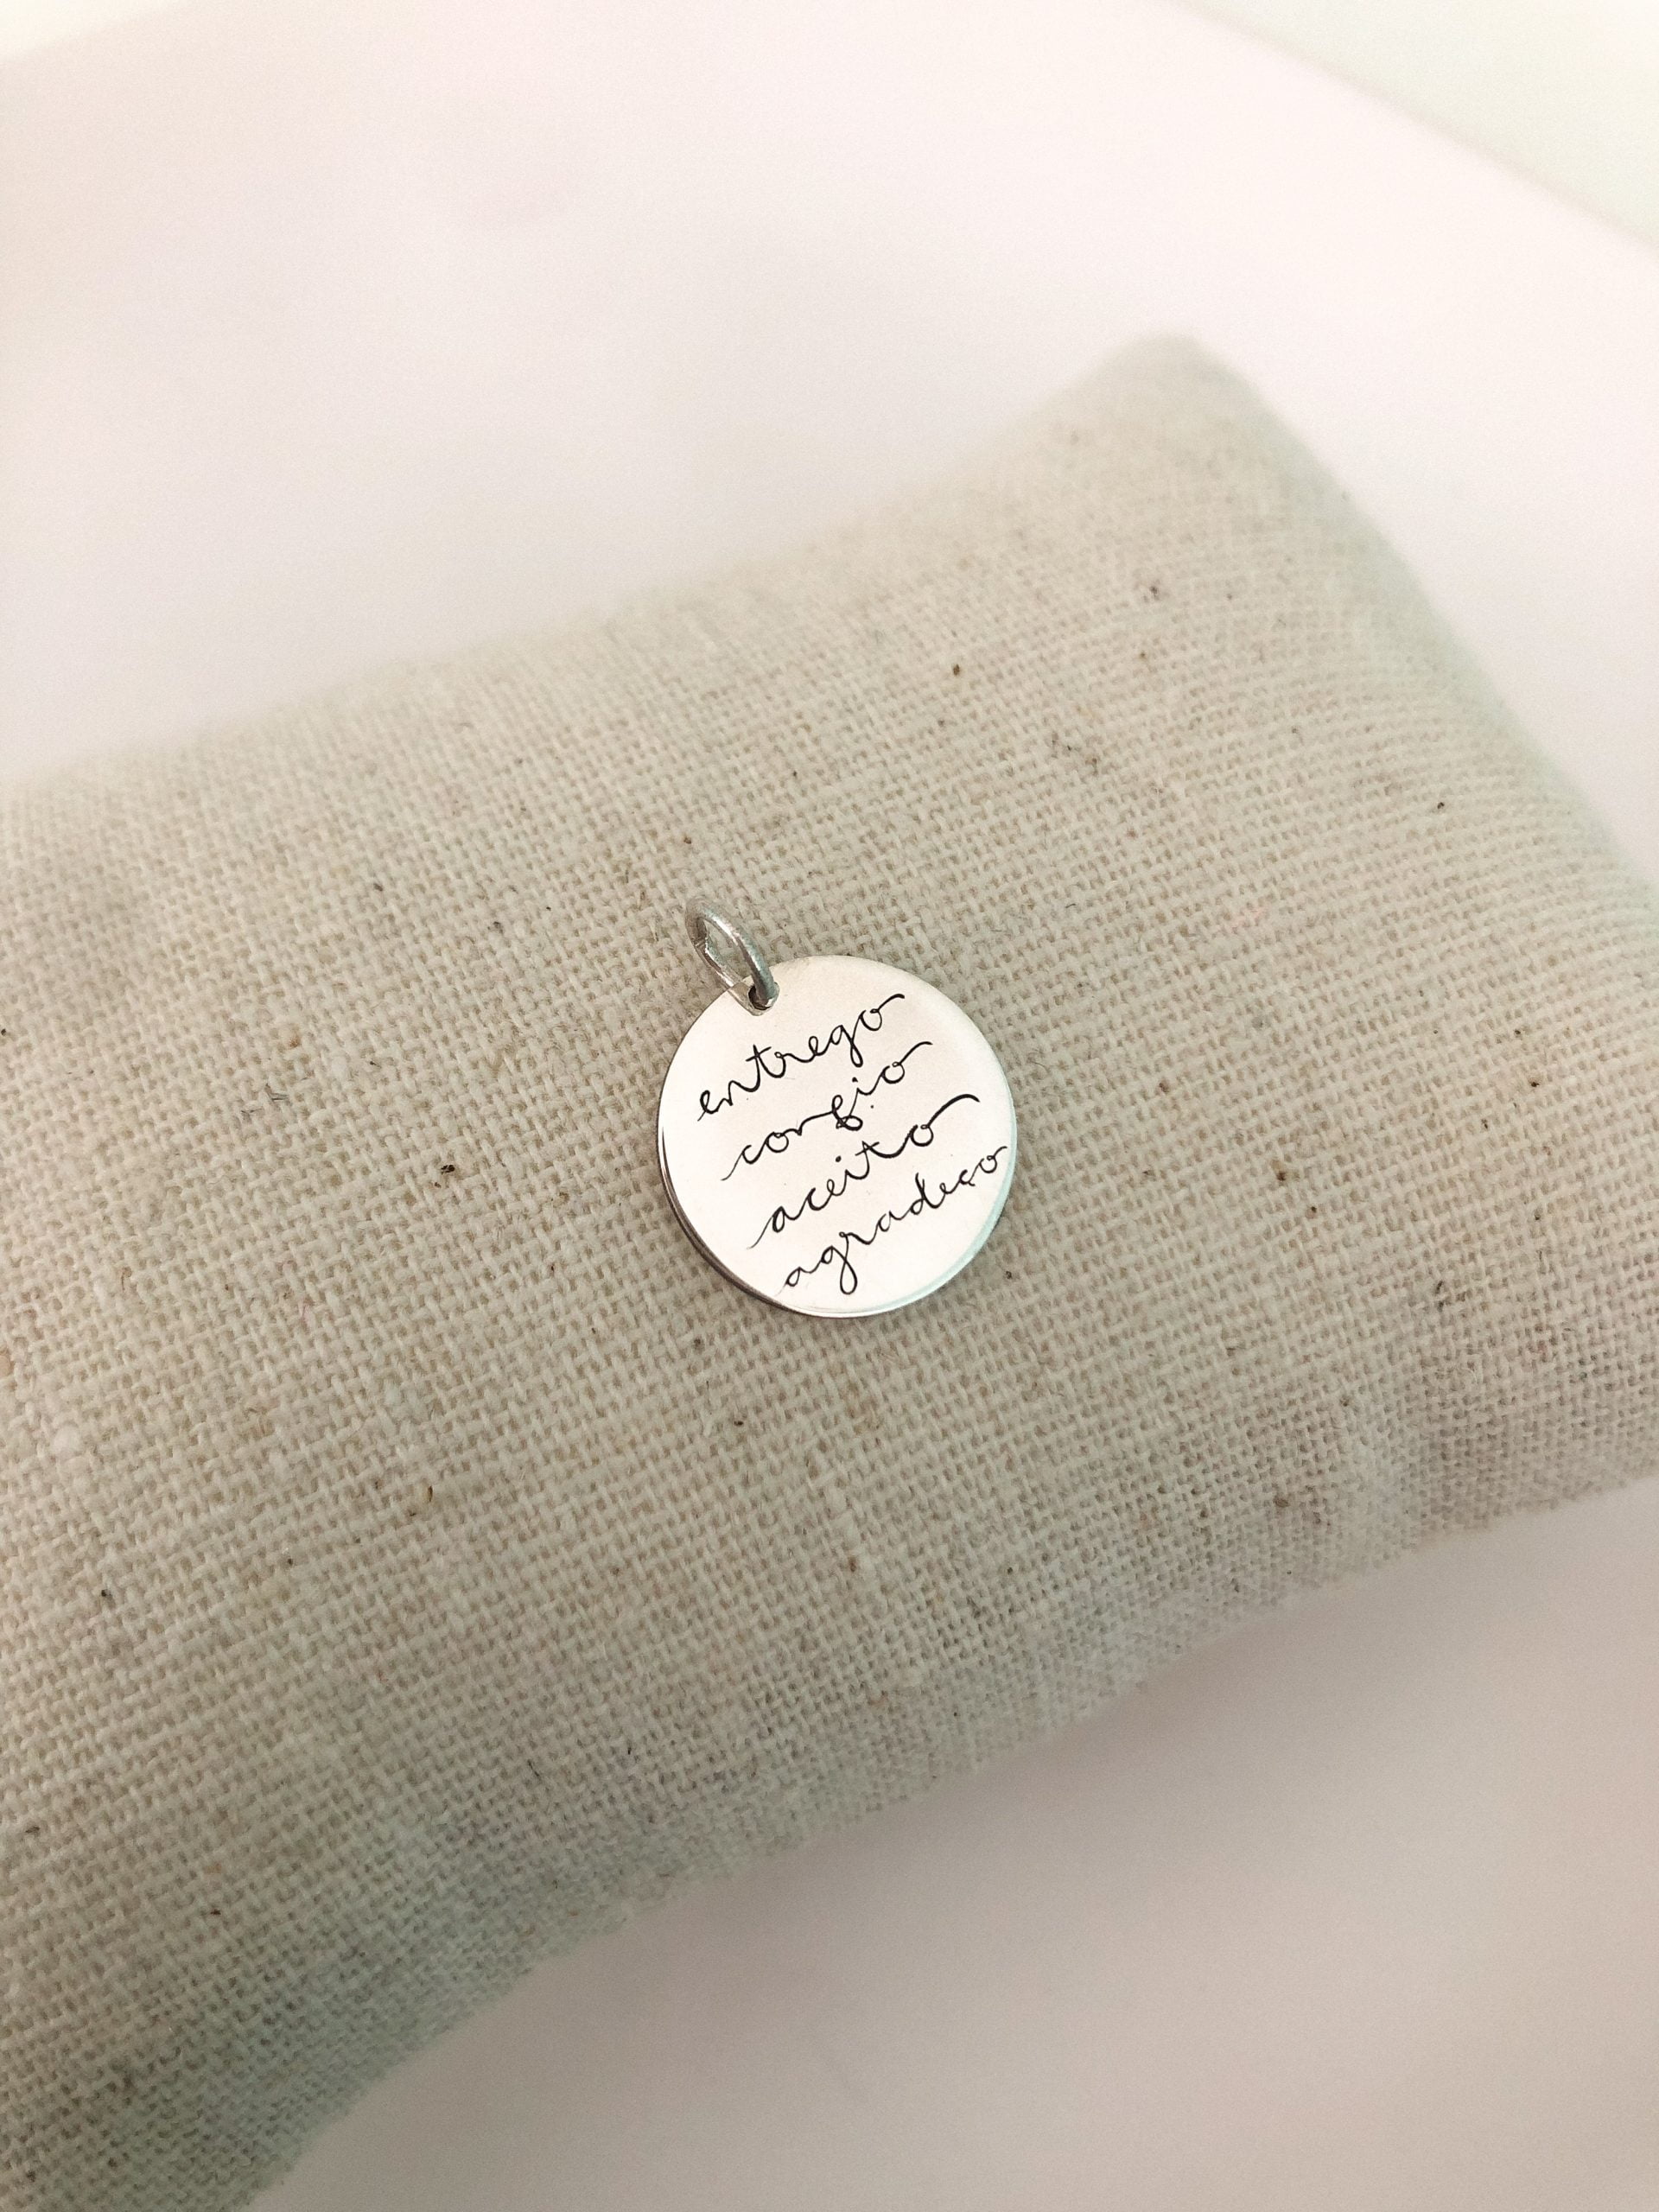 entrego
confio
aceito
agradeço